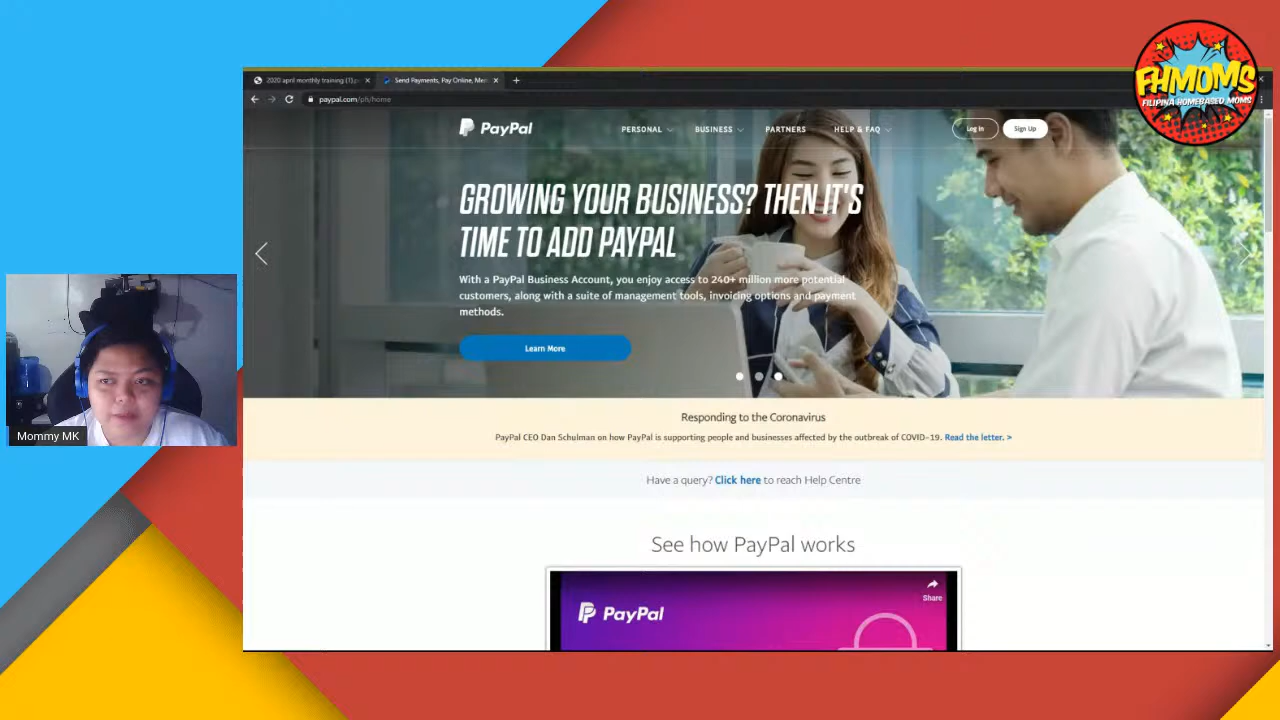 FHMOMS
FILIPINA HOMEBASED MOMS
2020 april monthly training (1).p
Send Payments, Pay Online, Mer
paypal.com/ph/home
PayPal
PERSONAL
BUSINESS
PARTNERS
HELP & FAQ
Log In
Sign Up
GROWING YOUR BUSINESS? THEN IT'S
TIME TO ADD PAYPAL
With a PayPal Business Account, you enjoy access to 240+ million more potential
customers, along with a suite of management tools, invoicing options and payment
methods.
Learn More
Mommy MK
Responding to the Coronavirus
PayPal CEO Dan Schulman on how PayPal is supporting people and businesses affected by the outbreak of COVID-19. Read the letter. >
Have a query? Click here to reach Help Centre
See how PayPal works
PayPal
Share